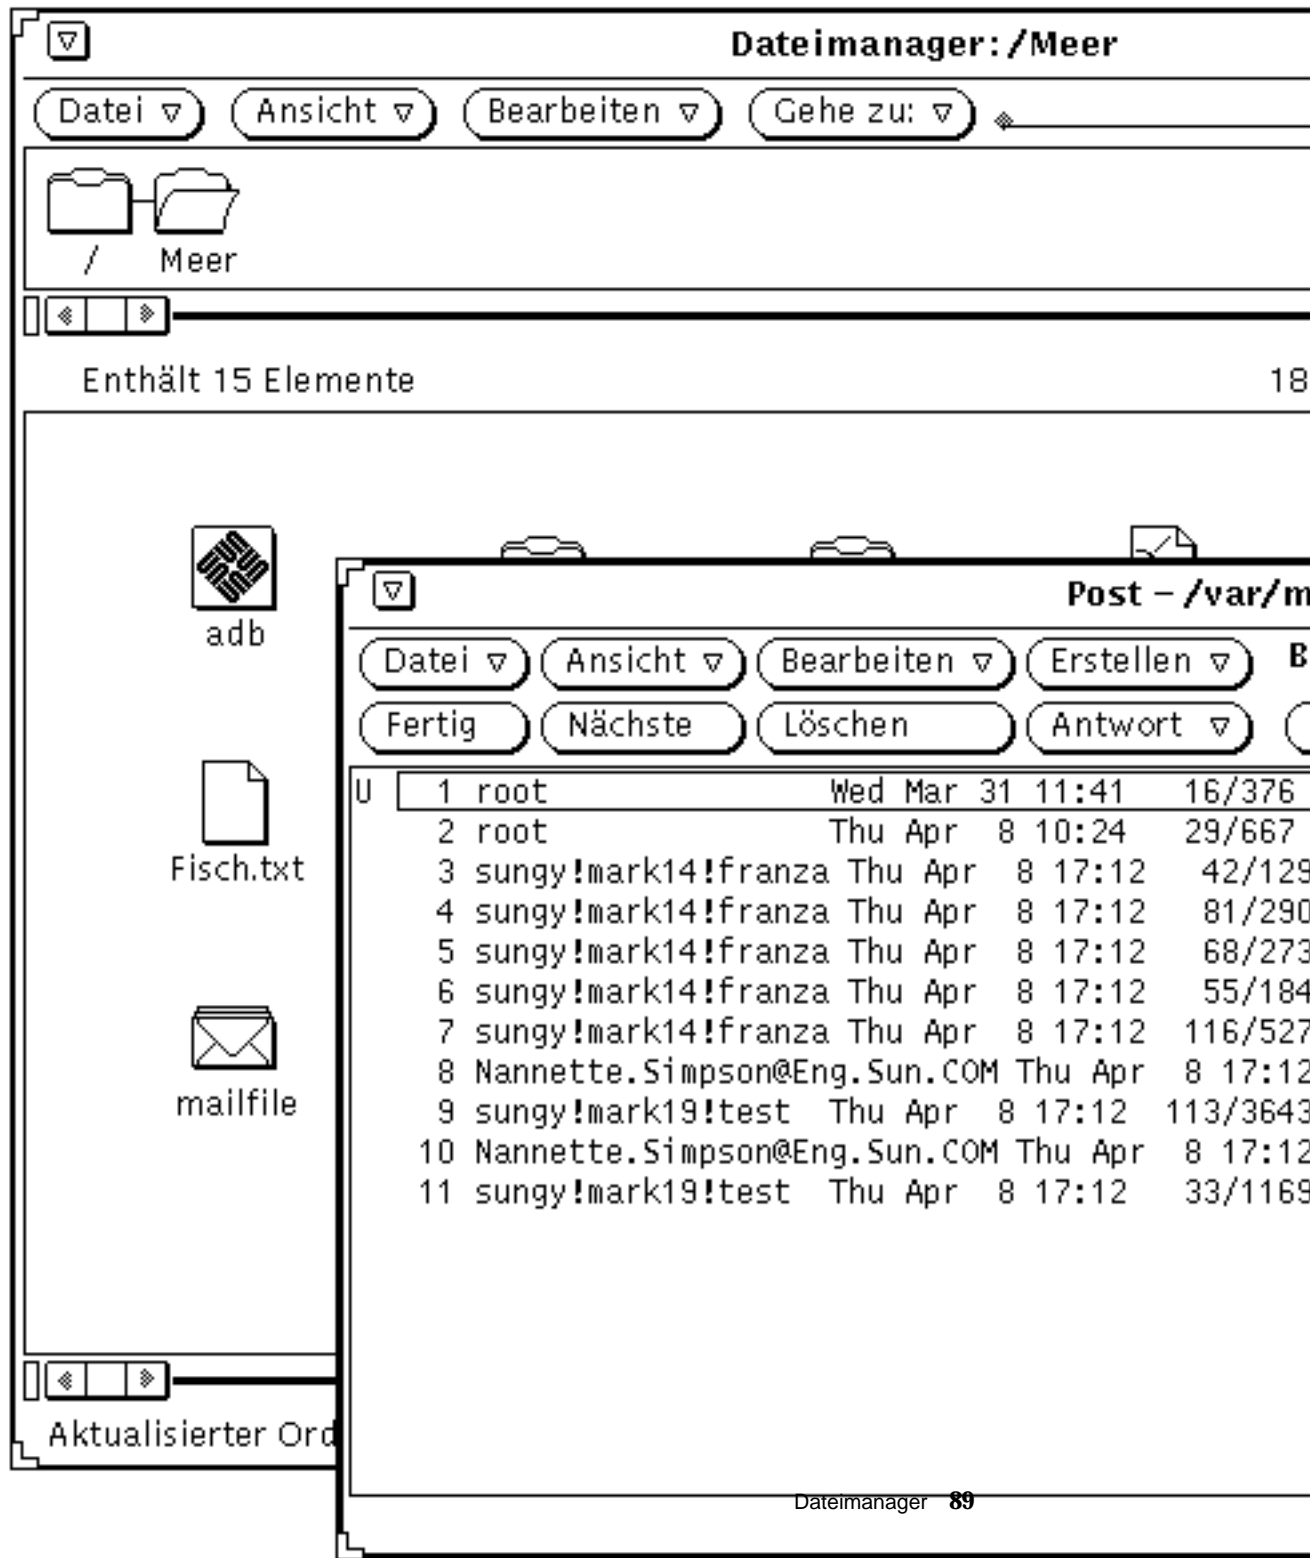 Dateimanager: /Meer
Datei Ansicht Bearbeiten Gehe zu:
/ Meer
Enthält 15 Elemente 18
adb
Fisch.txt
mailfile
Aktualisierter Ord
Post – /var/m
Datei Ansicht Bearbeiten Erstellen B
Fertig Nächste Löschen Antwort
U 1 root Wed Mar 31 11:41 16/376
2 root Thu Apr 8 10:24 29/667
3 sungy!mark14!franza Thu Apr 8 17:12 42/129
4 sungy!mark14!franza Thu Apr 8 17:12 81/290
5 sungy!mark14!franza Thu Apr 8 17:12 68/273
6 sungy!mark14!franza Thu Apr 8 17:12 55/184
7 sungy!mark14!franza Thu Apr 8 17:12 116/527
8 Nannette.Simpson@Eng.Sun.COM Thu Apr 8 17:12
9 sungy!mark19!test Thu Apr 8 17:12 113/3643
10 Nannette.Simpson@Eng.Sun.COM Thu Apr 8 17:12
11 sungy!mark19!test Thu Apr 8 17:12 33/1169
Dateimanager 89